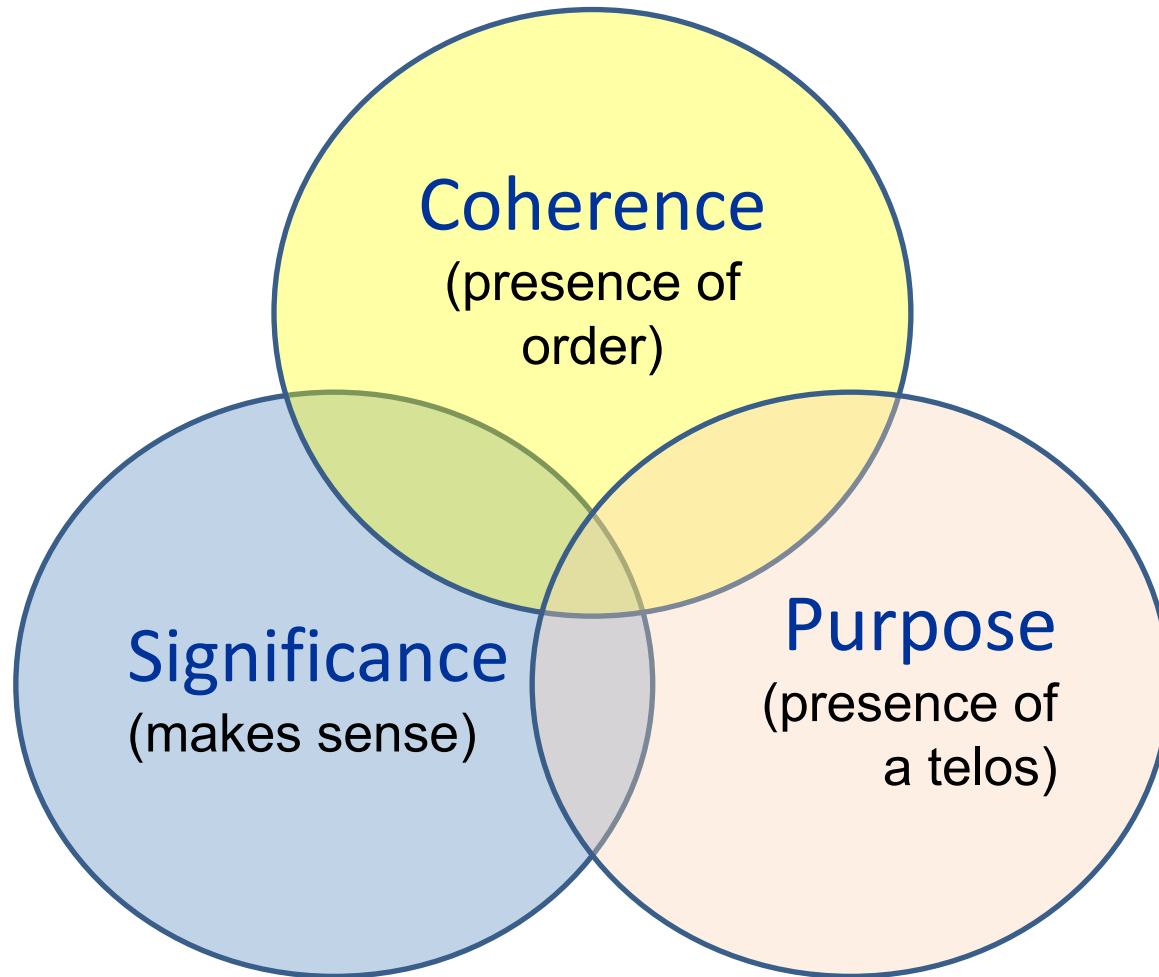 Coherence
(presence of
order)
Significance
(makes sense)
Purpose
(presence of
a telos)